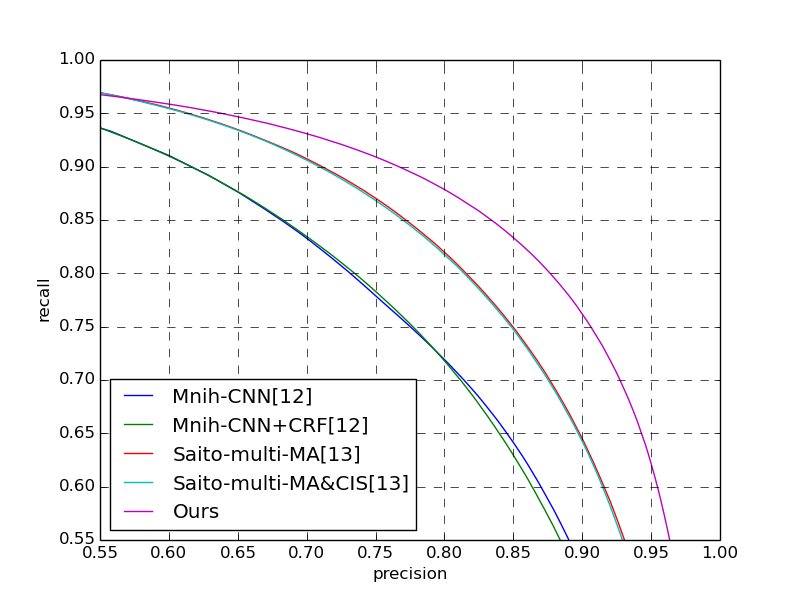 1.00
0.95
0.90
0.85
0.80
0.75
0.70
0.65
0.60
0.55
recall
Mnih-CNN[12]
Mnih-CNN+CRF[12]
Saito-multi-MA[13]
Saito-multi-MA&CIS[13]
Ours
0.55 0.60 0.65 0.70 0.75 0.80 0.85 0.90 0.95 1.00
precision